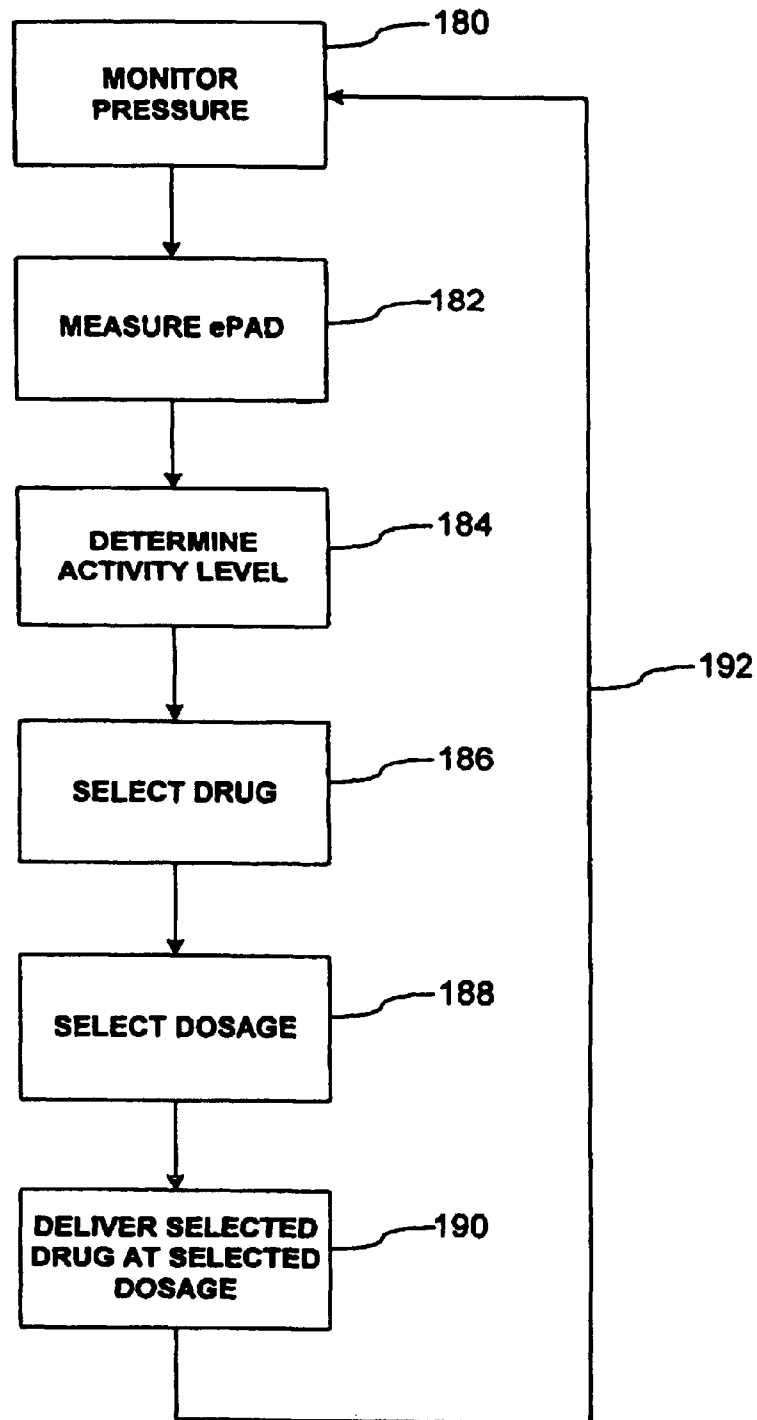 180
MONITOR
PRESSURE
182
MEASURE ePAD
184
DETERMINE
ACTIVITY LEVEL
192
186
SELECT DRUG
188
SELECT DOSAGE
190
DELIVER SELECTED
DRUG AT SELECTED
DOSAGE